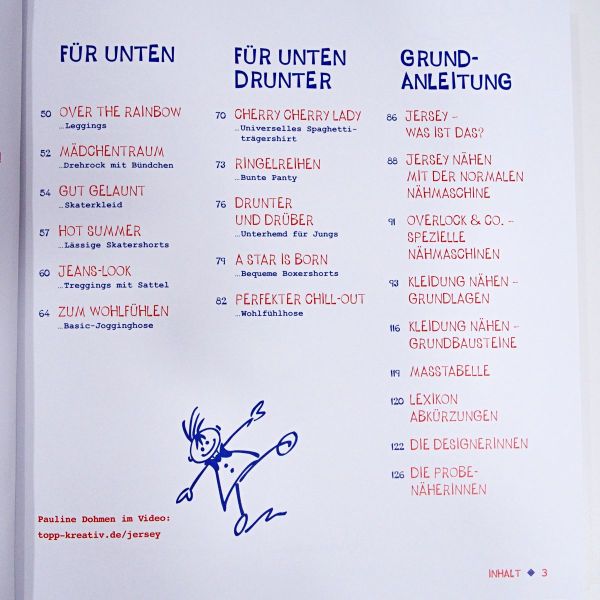 FÜR UNTEN
50 OVER THE RAINBOW
…Leggings
52 MÄDCHENTRAUM
…Drehrock mit Bündchen
54 GUT GELAUNT
…Skaterkleid
57 HOT SUMMER
…Lässige Skatershorts
60 JEANS-LOOK
…Treggings mit Sattel
64 ZUM WOHLFÜHLEN
…Basic-Jogginghose
FÜR UNTEN
DRUNTER
70 CHERRY CHERRY LADY
…Universelles Spaghetti-
trägershirt
73 RINGELREIHEN
…Bunte Panty
76 DRUNTER
UND DRÜBER
…Unterhemd für Jungs
79 A STAR IS BORN
…Bequeme Boxershorts
82 PERFEKTER CHILL-OUT
…Wohlfühlhose
GRUND-
ANLEITUNG
86 JERSEY –
WAS IST DAS?
88 JERSEY NÄHEN
MIT DER NORMALEN
NÄHMASCHINE
91 OVERLOCK & CO. –
SPEZIELLE
NÄHMASCHINEN
93 KLEIDUNG NÄHEN –
GRUNDLAGEN
116 KLEIDUNG NÄHEN –
GRUNDBAUSTEINE
119 MASSTABELLE
120 LEXIKON
ABKÜRZUNGEN
122 DIE DESIGNERINNEN
126 DIE PROBE-
NÄHERINNEN
Pauline Dohmen im Video:
topp-kreativ.de/jersey
INHALT ◆ 3